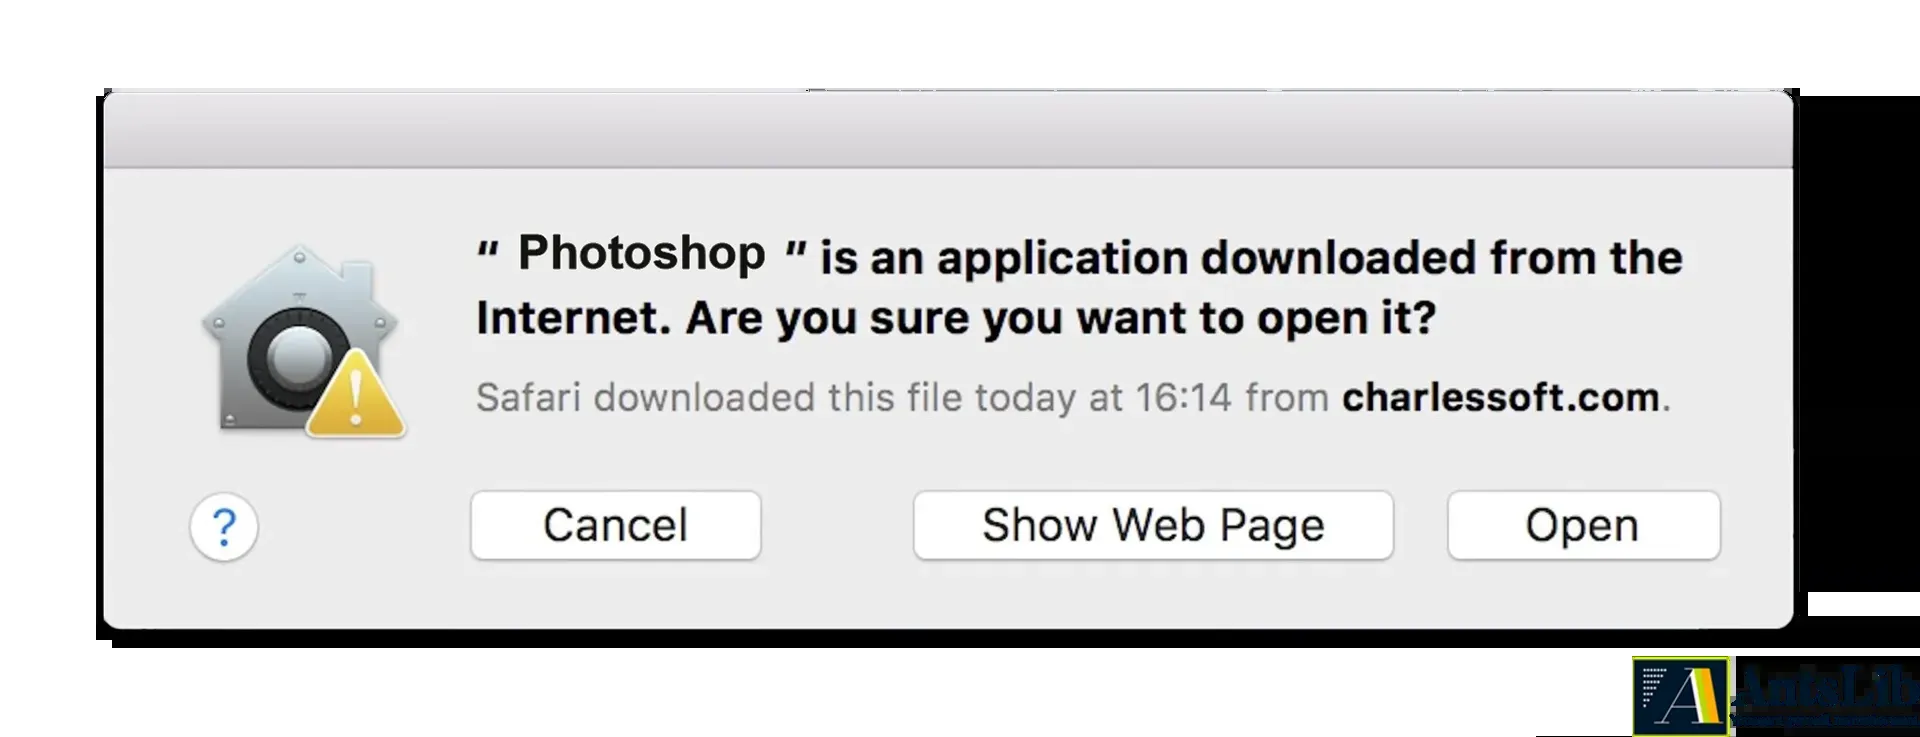 “ Photoshop ” is an application downloaded from the
Internet. Are you sure you want to open it?
Safari downloaded this file today at 16:14 from charlessoft.com.
?
Cancel
Show Web Page
Open
A